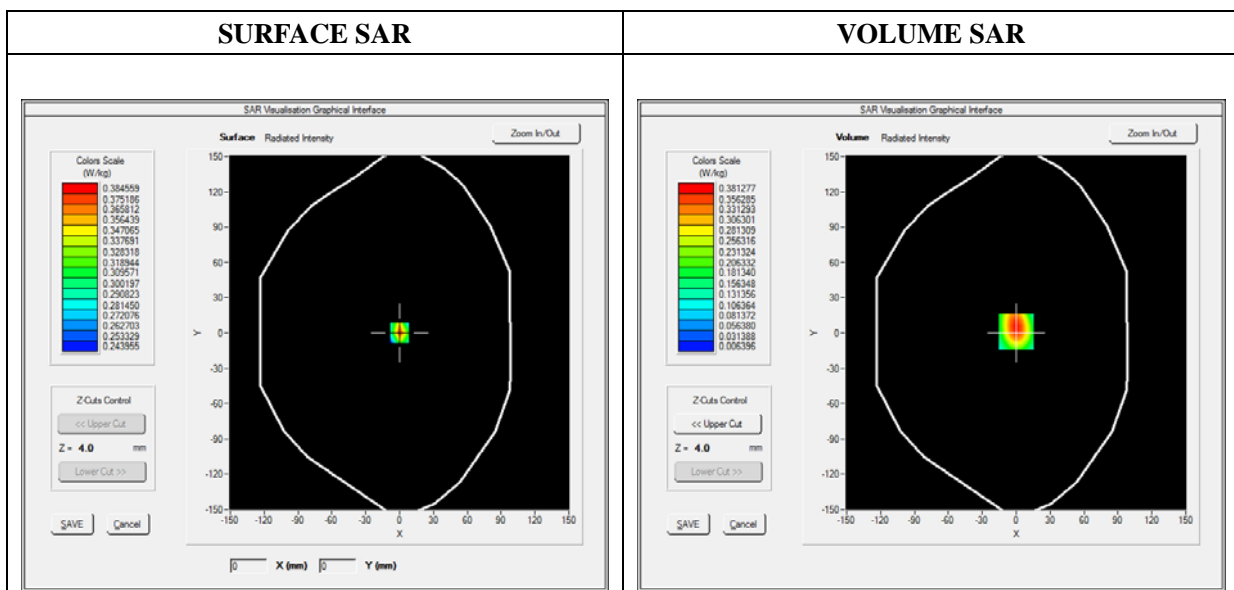 SURFACE SAR
VOLUME SAR
SAR Visualisation Graphical Interface
Surface Radiated Intensity
Zoom In/Out
Colors Scale
(W/kg)
0.384559
0.375186
0.365812
0.356439
0.347065
0.337691
0.328318
0.318944
0.309571
0.300197
0.290823
0.281450
0.272076
0.262703
0.253329
0.243955
Z-Cuts Control
<< Upper Cut
Z = 4.0 mm
Lower Cut >>
SAVE Cancel
150
120
90
60
30
0
-30
-60
-90
-120
-150
Y
-150 -120 -90 -60 -30 0 30 60 90 120 150
X
0 X (mm) 0 Y (mm)
SAR Visualisation Graphical Interface
Volume Radiated Intensity
Zoom In/Out
Colors Scale
(W/kg)
0.381277
0.356285
0.331293
0.306301
0.281309
0.256316
0.231324
0.206332
0.181340
0.156348
0.131356
0.106364
0.081372
0.056380
0.031388
0.006396
Z-Cuts Control
<< Upper Cut
Z = 4.0 mm
Lower Cut >>
SAVE Cancel
150
120
90
60
30
0
-30
-60
-90
-120
-150
Y
-150 -120 -90 -60 -30 0 30 60 90 120 150
X